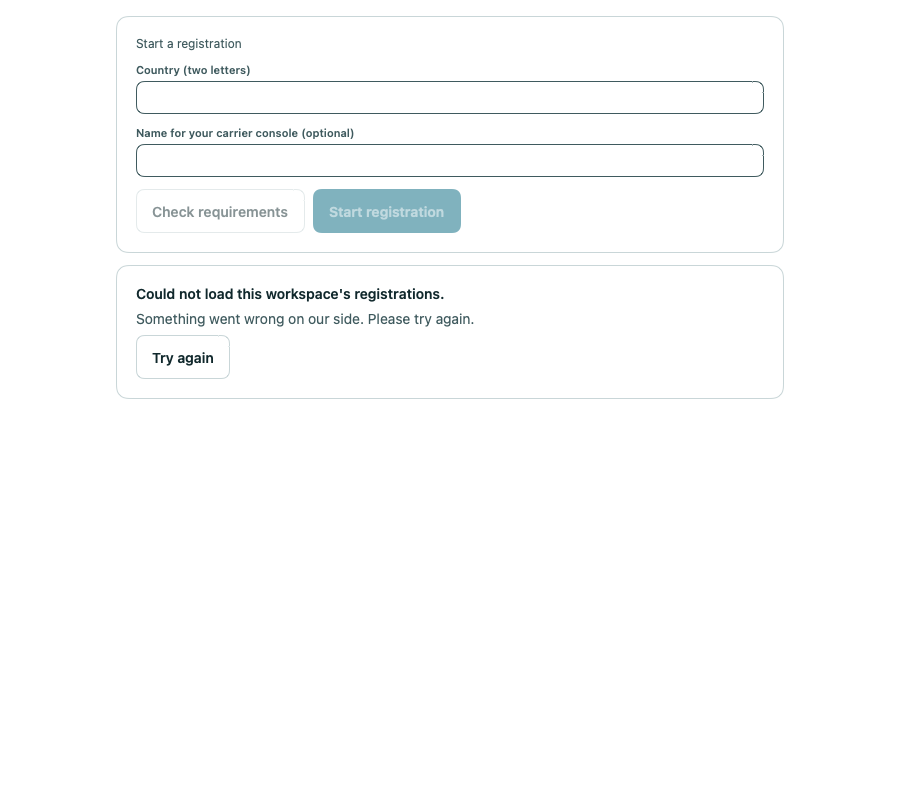 Start a registration
Country (two letters)
Name for your carrier console (optional)
Check requirements
Start registration
Could not load this workspace's registrations.
Something went wrong on our side. Please try again.
Try again